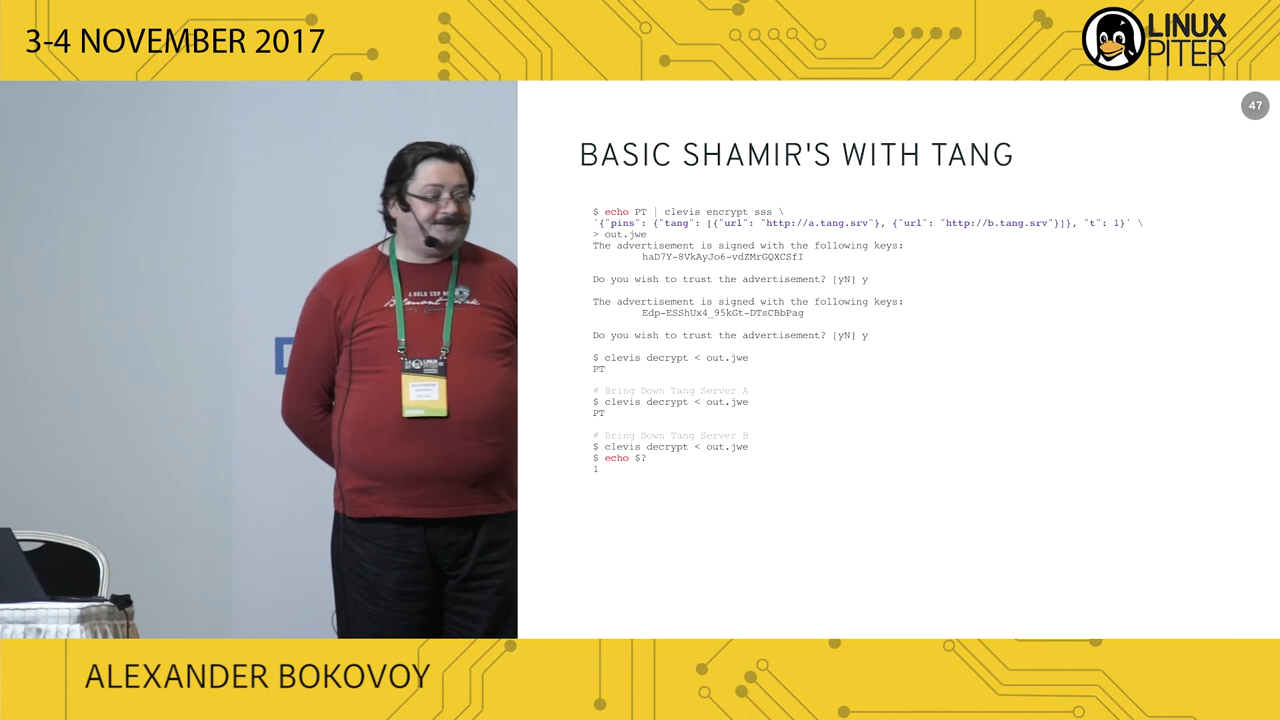 3-4 NOVEMBER 2017
LINUX
PITER
47
BASIC SHAMIR'S WITH TANG
$ echo PT | clevis encrypt sss \
'{"pins": {"tang": [{"url": "http://a.tang.srv"}, {"url": "http://b.tang.srv"}]}, "t": 1}' \
> out.jwe
The advertisement is signed with the following keys:
haD7Y-8VkAyJo6-vdZMrGQXCSfI
Do you wish to trust the advertisement? [yN] y
The advertisement is signed with the following keys:
Edp-ESShUx4_95kGt-DTsCBbPag
Do you wish to trust the advertisement? [yN] y
$ clevis decrypt < out.jwe
PT
# Bring Down Tang Server A
$ clevis decrypt < out.jwe
PT
# Bring Down Tang Server B
$ clevis decrypt < out.jwe
$ echo $?
1
LINUX
PITER
ALEXANDER BOKOVOY